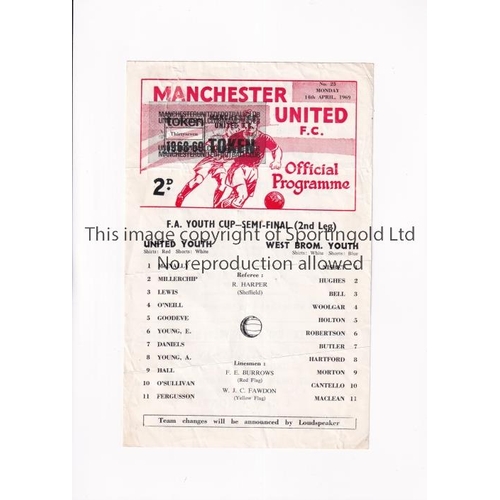 No. 25
MONDAY
14th APRIL, 1969
MANCHESTER
UNITED
F.C.
token
Thirtyseven
1968-69
TOKEN
Official
Programme
2D.
F.A. YOUTH CUP—SEMI-FINAL (2nd Leg)
This image copyright of Sportingold Ltd
No reproduction allowed
UNITED YOUTH
Shirts: Red Shorts: White
WEST BROM. YOUTH
Shirts: White Shorts: Blue
Referee :
R. HARPER
(Sheffield)
1
2 MILLERCHIP
3 LEWIS
4 O'NEILL
5 GOODEVE
6 YOUNG, E.
7 DANIELS
8 YOUNG, A.
9 HALL
10 O'SULLIVAN
11 FERGUSSON
1
HUGHES 2
BELL 3
WOOLGAR 4
HOLTON 5
ROBERTSON 6
BUTLER 7
HARTFORD 8
MORTON 9
CANTELLO 10
MACLEAN 11
Linesmen :
F. E. BURROWS
(Red Flag)
W. J. C. FAWDON
(Yellow Flag)
Team changes will be announced by Loudspeaker